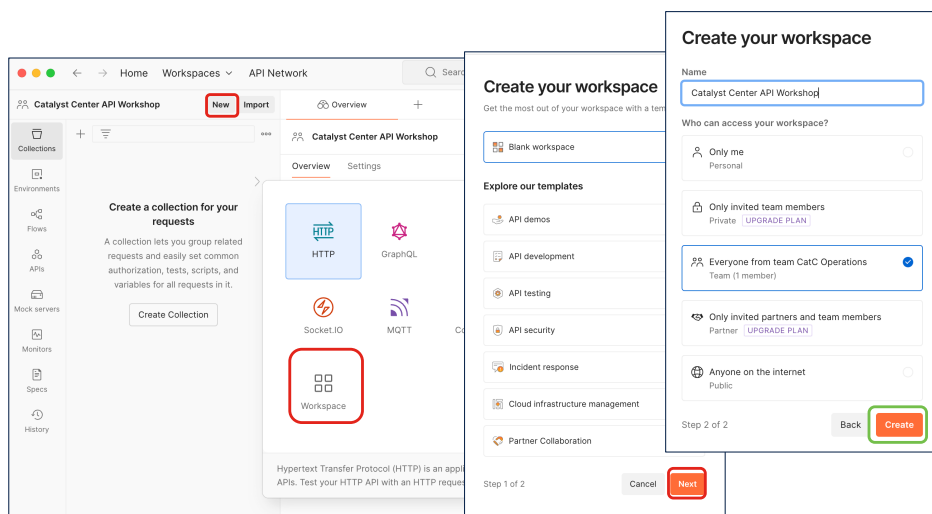 Home Workspaces API Network
Catalyst Center API Workshop New Import Overview
Collections
Environments
Flows
APIs
Mock servers
Monitors
Specs
History
Create a collection for your
requests
A collection lets you group related
requests and easily set common
authorization, tests, scripts, and
variables for all requests in it.
Create Collection
Catalyst Center API Workshop
Overview Settings
HTTP
HTTP GraphQL
Socket.IO MQTT
Workspace
Hypertext Transfer Protocol (HTTP) is an
APIs. Test your HTTP API with an HTTP
Create your workspace
Get the most out of your workspace with a
Blank workspace
Explore our templates
API demos
API development
API testing
API security
Incident response
Cloud infrastructure management
Partner Collaboration
Step 1 of 2 Cancel Next
Create your workspace
Name
Catalyst Center API Workshop
Who can access your workspace?
Only me
Personal
Only invited team members
Private UPGRADE PLAN
Everyone from team CatC Operations
Team (1 member)
Only invited partners and team members
Partner UPGRADE PLAN
Anyone on the internet
Public
Step 2 of 2 Back Create